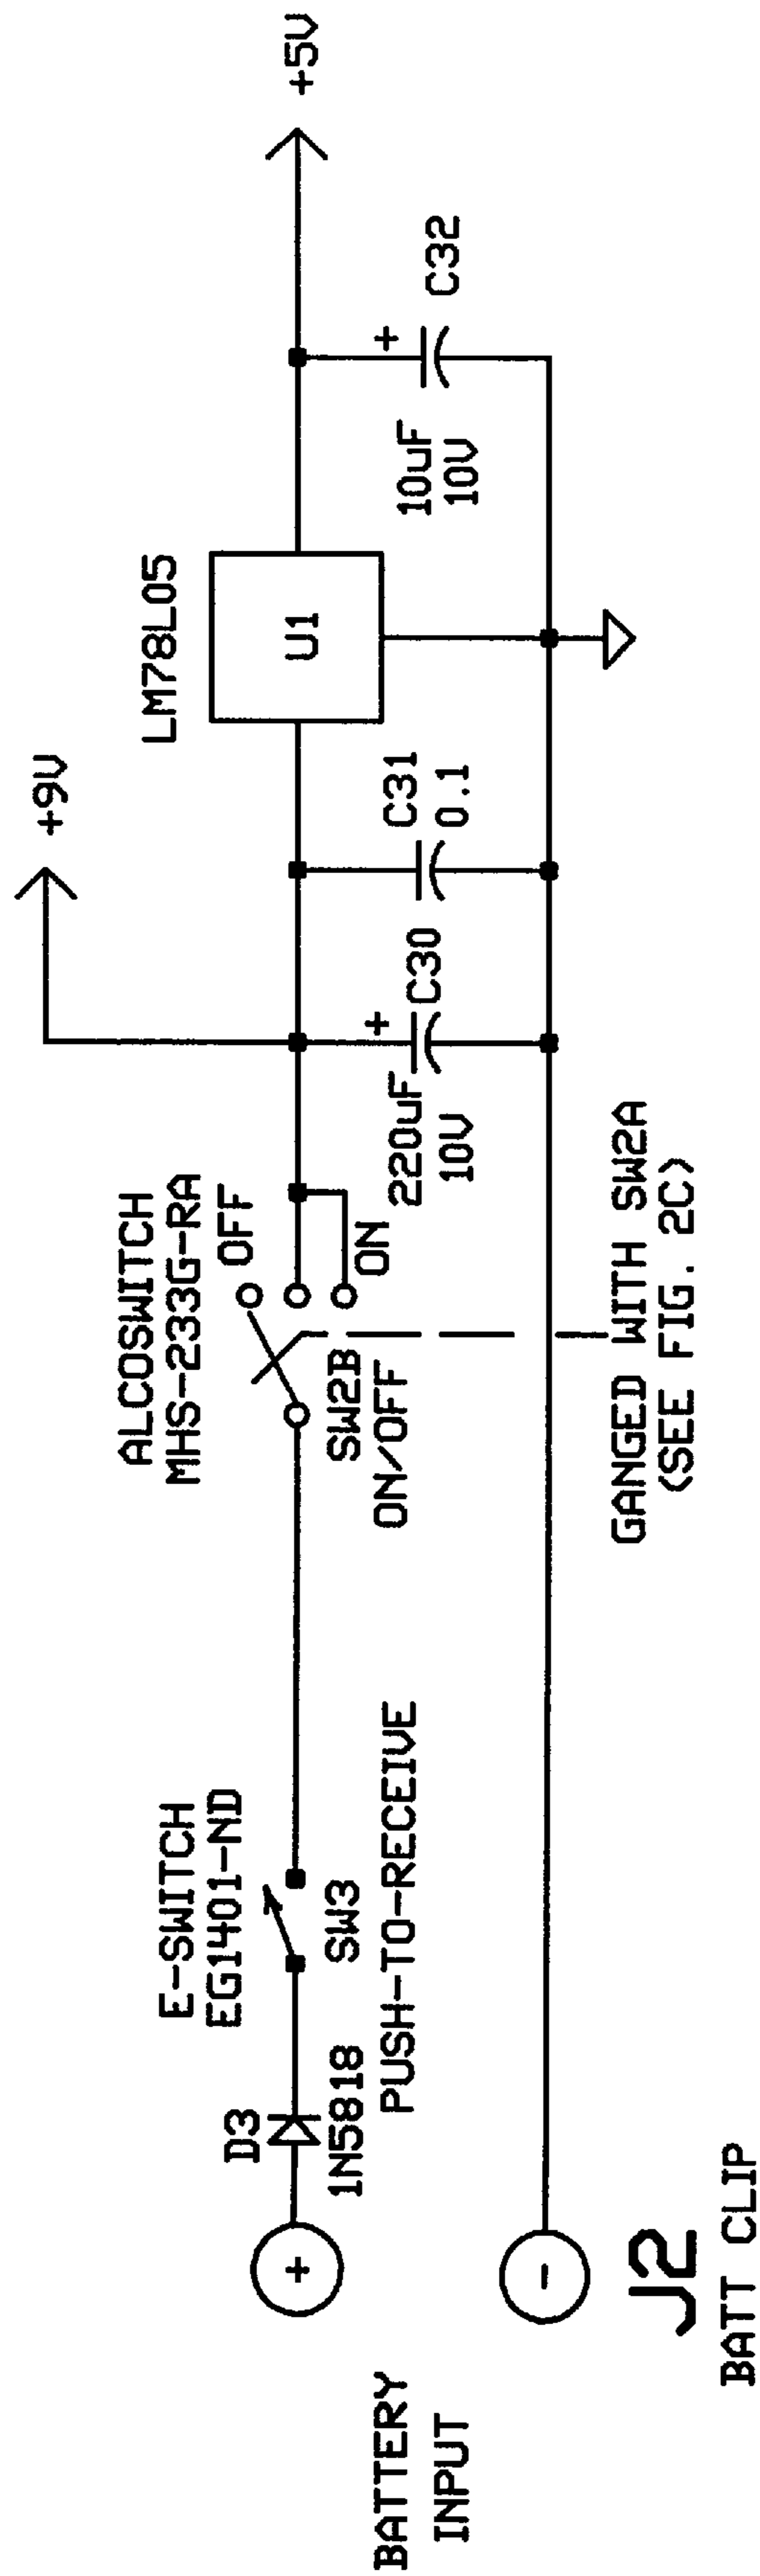 BATTERY
INPUT
+
-
J2
BATT CLIP
D3
1N5818
E-SWITCH
EG1401-ND
SW3
PUSH-TO-RECEIVE
ALCOSWITCH
MHS-233G-RA
OFF
ON
SW2B
ON/OFF
GANGED WITH SW2A
(SEE FIG. 2C)
+9V
+
C30
220uF
10V
C31
0.1
LM78L05
U1
+
10uF
10V
C32
+5V